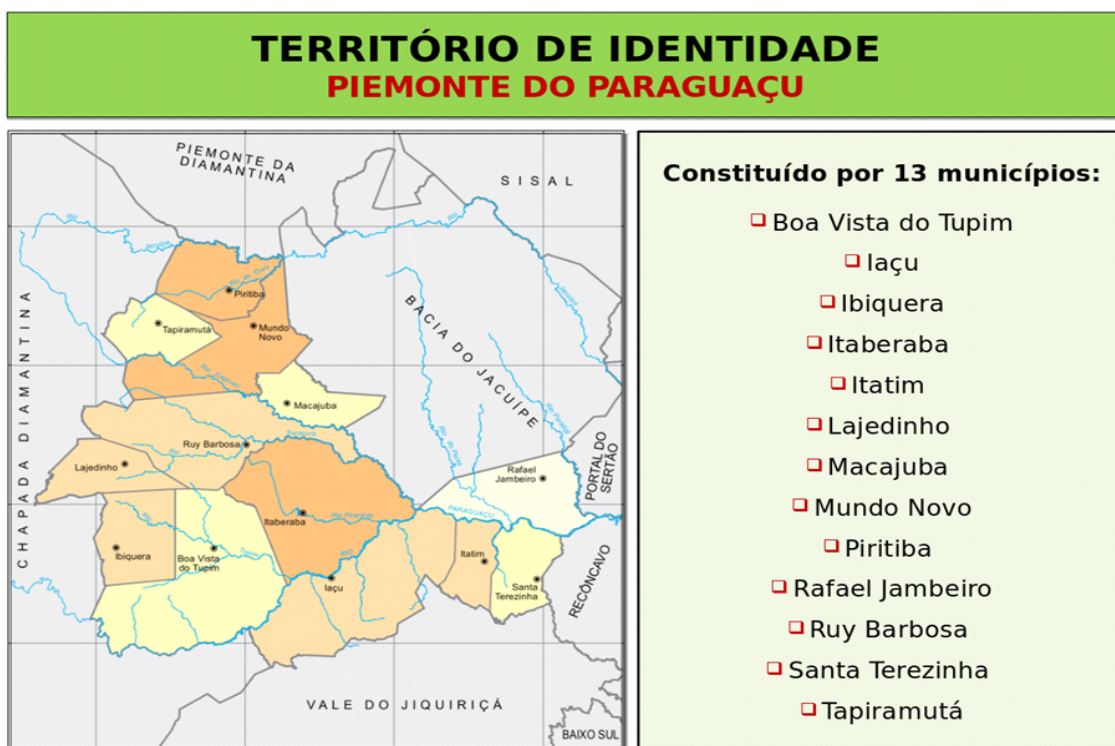 TERRITÓRIO DE IDENTIDADE
PIEMONTE DO PARAGUAÇU
PIEMONTE DA
DIAMANTINA
SISAL
CHAPADA DIAMANTINA
BACIA DO JACUÍPE
PORTAL DO
SERTÃO
RECÔNCAVO
VALE DO JIQUIRIÇÁ
BAIXO SUL
Piritiba
Tapiramutá
Mundo
Novo
Macajuba
Ruy Barbosa
Lajedinho
Rafael
Jambeiro
PARAGUAÇU
Itaberaba
Rio Piranhas
Ibiquera
Boa Vista
do Tupim
Iaçu
Itatim
Santa
Terezinha
Constituído por 13 municípios:
Boa Vista do Tupim
Iaçu
Ibiquera
Itaberaba
Itatim
Lajedinho
Macajuba
Mundo Novo
Piritiba
Rafael Jambeiro
Ruy Barbosa
Santa Terezinha
Tapiramutá